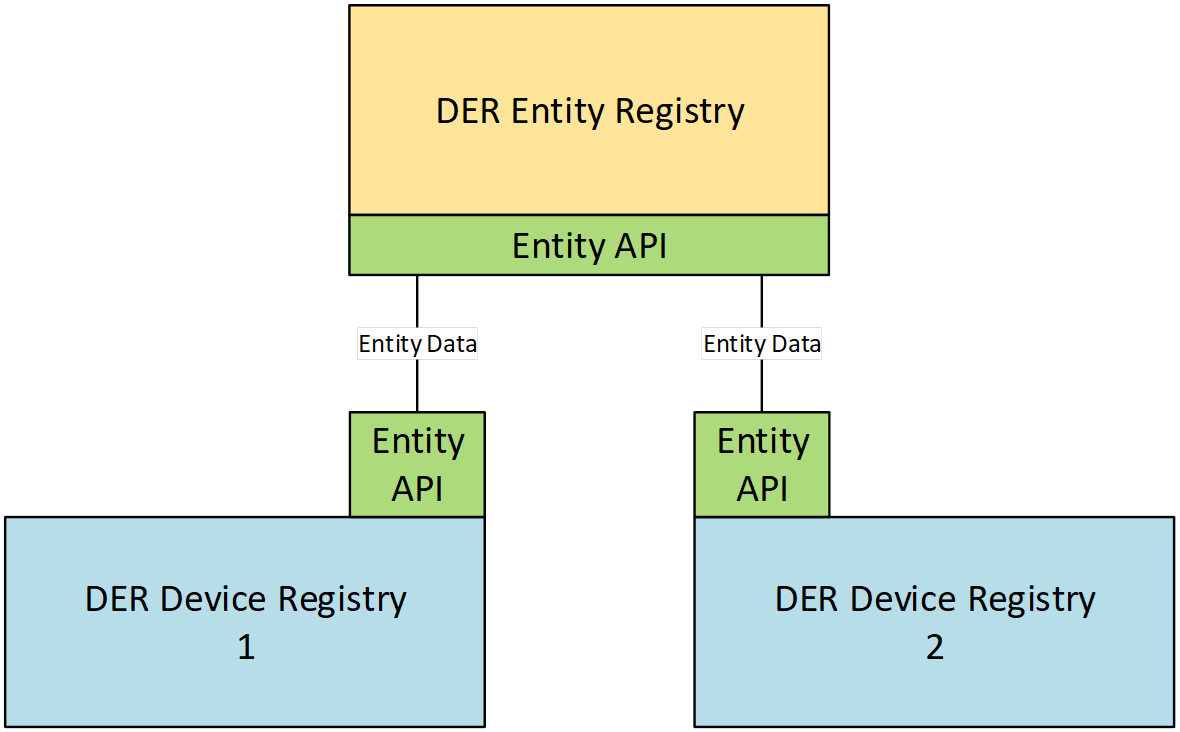 DER Entity Registry
Entity API
Entity Data
Entity Data
Entity
API
Entity
API
DER Device Registry
1
DER Device Registry
2